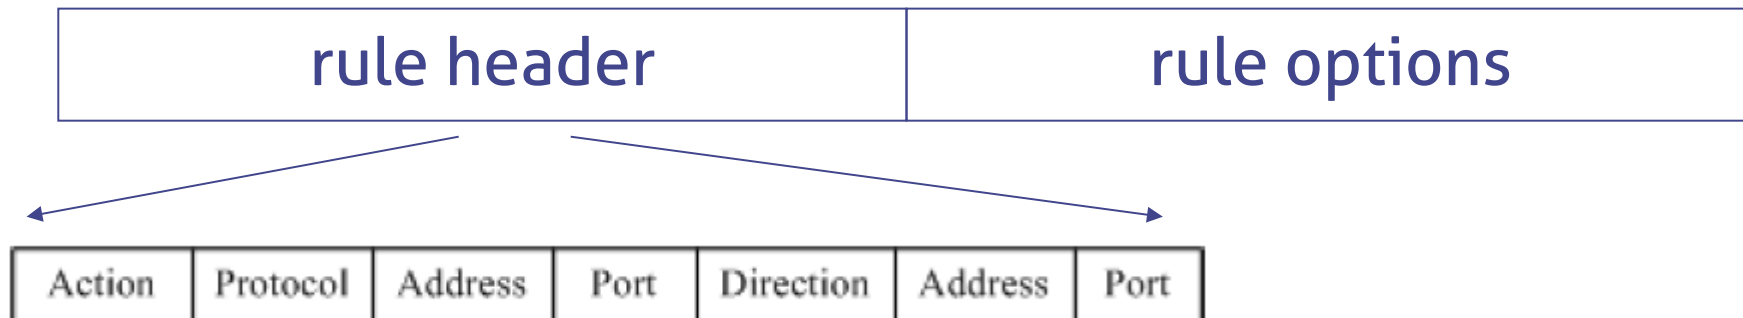 rule header rule options
Action Protocol Address Port Direction Address Port